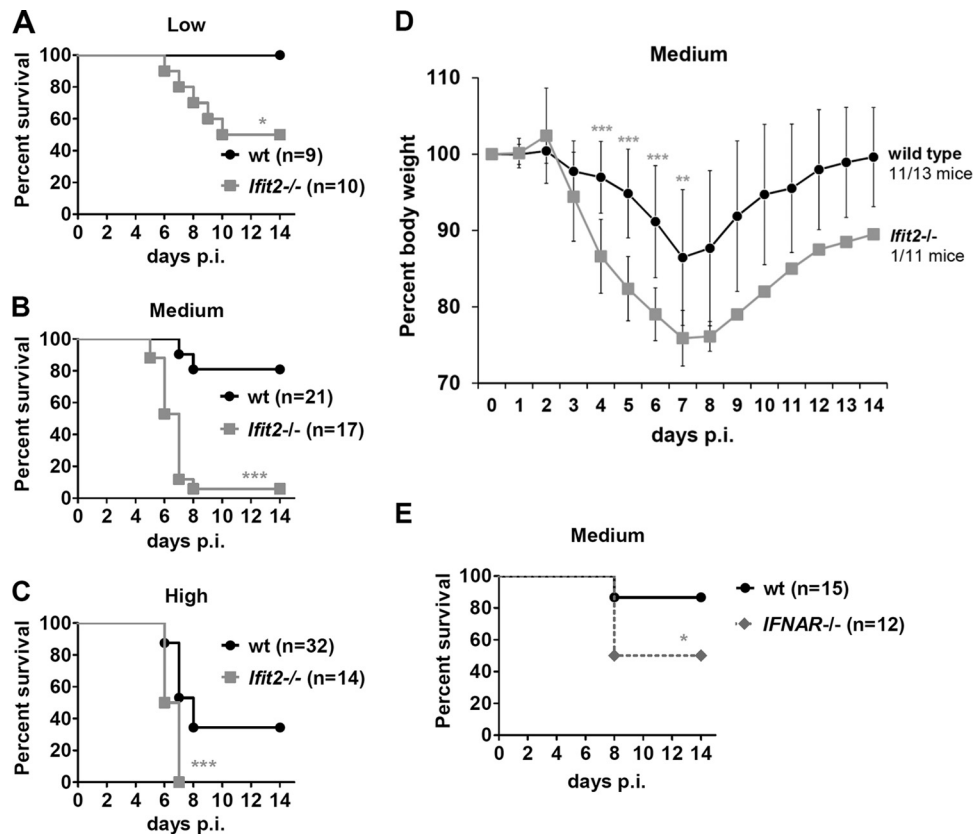 A
Low
Percent survival
100
80
60
40
20
0
*
wt (n=9)
Ifit2-/- (n=10)
0 2 4 6 8 10 12 14
days p.i.
B
Medium
Percent survival
100
80
60
40
20
0
wt (n=21)
Ifit2-/- (n=17)
***
0 2 4 6 8 10 12 14
days p.i.
C
High
Percent survival
100
80
60
40
20
0
wt (n=32)
Ifit2-/- (n=14)
***
0 2 4 6 8 10 12 14
days p.i.
D
Medium
Percent body weight
110
100
90
80
70
*** *** *** **
wild type
11/13 mice
Ifit2-/-
1/11 mice
0 1 2 3 4 5 6 7 8 9 10 11 12 13 14
days p.i.
E
Medium
Percent survival
100
80
60
40
20
0
wt (n=15)
IFNAR-/- (n=12)
*
0 2 4 6 8 10 12 14
days p.i.